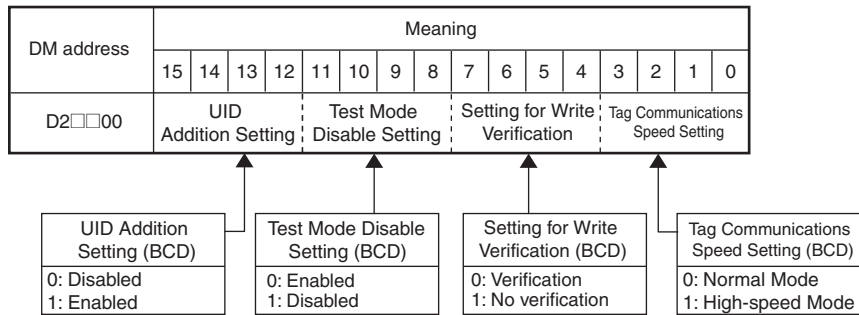 DM address
Meaning
15 14 13 12 11 10 9 8 7 6 5 4 3 2 1 0
D2□□00
UID
Addition Setting
Test Mode
Disable Setting
Setting for Write
Verification
Tag Communications
Speed Setting
UID Addition
Setting (BCD)
0: Disabled
1: Enabled
Test Mode Disable
Setting (BCD)
0: Enabled
1: Disabled
Setting for Write
Verification (BCD)
0: Verification
1: No verification
Tag Communications
Speed Setting (BCD)
0: Normal Mode
1: High-speed Mode